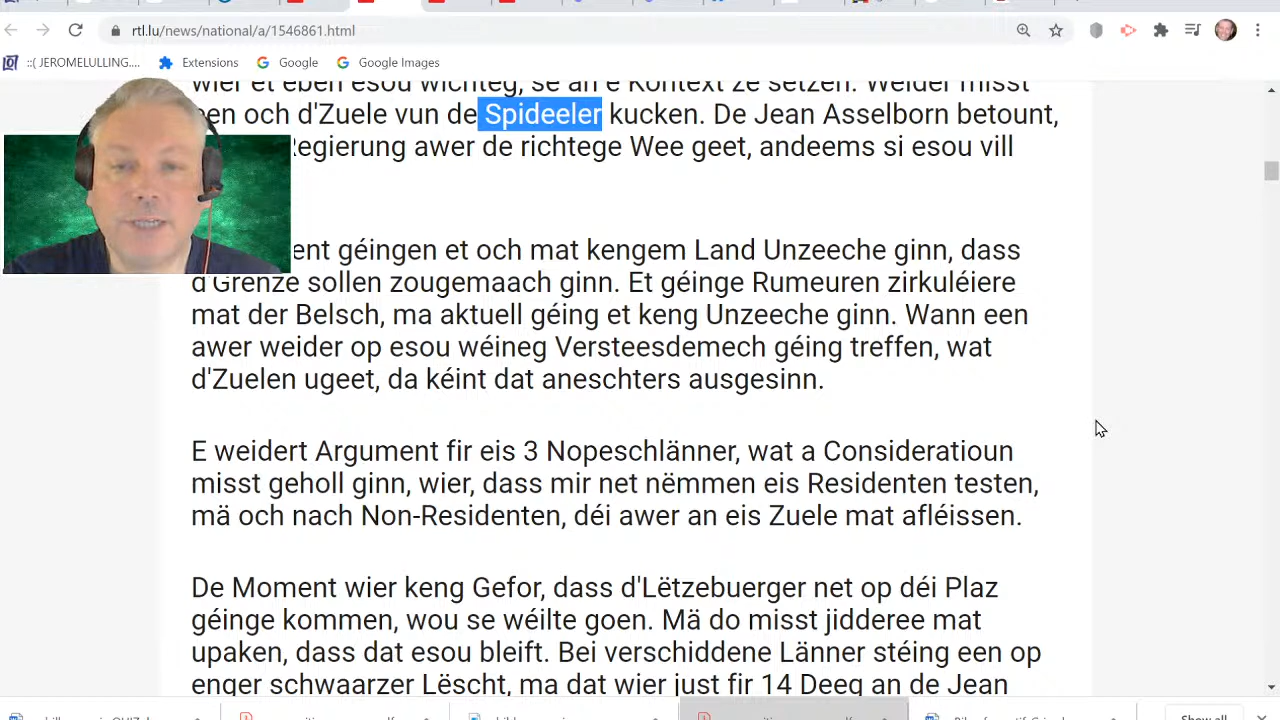 rtl.lu/news/national/a/1546861.html
::( JEROMELULLING.... Extensions Google Google Images
wier et eben esou wichteg, se an e Kontext ze setzen. Weider misst
een och d'Zuele vun de Spideeler kucken. De Jean Asselborn betount,
Regierung awer de richtege Wee geet, andeems si esou vill
géingen et och mat kengem Land Unzeeche ginn, dass
d'Grenze sollen zougemaach ginn. Et géinge Rumeuren zirkuléiere
mat der Belsch, ma aktuell géing et keng Unzeeche ginn. Wann een
awer weider op esou wéineg Versteesdemech géing treffen, wat
d'Zuelen ugeet, da kéint dat aneschters ausgesinn.
E weidert Argument fir eis 3 Nopeschlänner, wat a Consideratioun
misst geholl ginn, wier, dass mir net nëmmen eis Residenten testen,
mä och nach Non-Residenten, déi awer an eis Zuele mat afléissen.
De Moment wier keng Gefor, dass d'Lëtzebuerger net op déi Plaz
géinge kommen, wou se wéilte goen. Mä do misst jidderee mat
upaken, dass dat esou bleift. Bei verschiddene Länner stéing een op
enger schwaarzer Lëscht, ma dat wier just fir 14 Deeg an de Jean
Show all